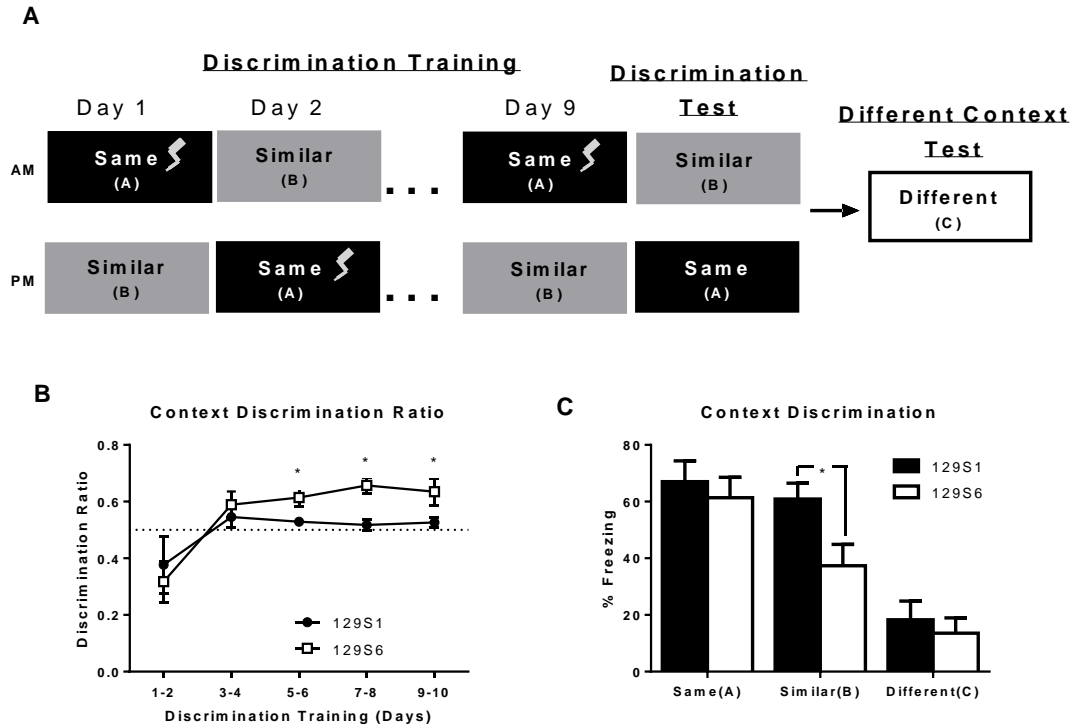 A
Discrimination Training
Discrimination
Test
Different Context
Test
Day 1
Day 2
Day 9
AM
Same
(A)
Similar
(B)
. . .
Same
(A)
Similar
(B)
Different
(C)
PM
Similar
(B)
Same
(A)
. . .
Similar
(B)
Same
(A)
B
Context Discrimination Ratio
Discrimination Ratio
0.8
0.6
0.4
0.2
0.0
* * *
129S1
129S6
1-2 3-4 5-6 7-8 9-10
Discrimination Training (Days)
C
Context Discrimination
% Freezing
80
60
40
20
0
*
129S1
129S6
Same(A) Similar(B) Different(C)